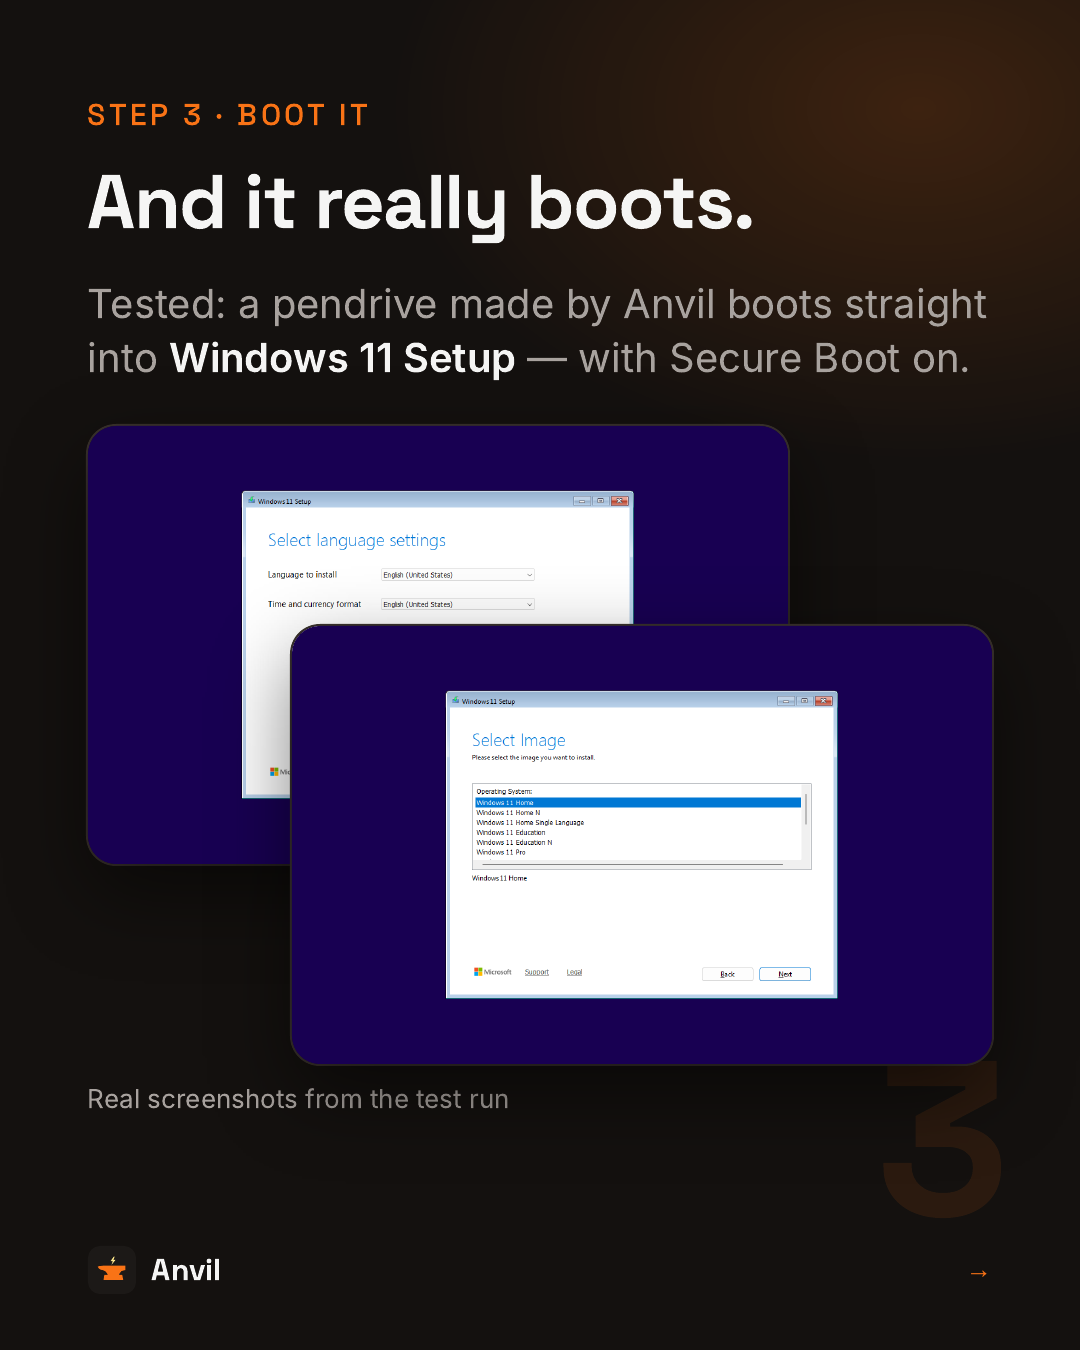 STEP 3 · BOOT IT
And it really boots.
Tested: a pendrive made by Anvil boots straight
into Windows 11 Setup — with Secure Boot on.
Windows 11 Setup
Select language settings
Language to install English (United States)
Time and currency format English (United States)
Windows 11 Setup
Select Image
Please select the image you want to install.
Operating System:
Windows 11 Home
Windows 11 Home N
Windows 11 Home Single Language
Windows 11 Education
Windows 11 Education N
Windows 11 Pro
Windows 11 Home
Microsoft Support Legal Back Next
Real screenshots from the test run
3
Anvil →